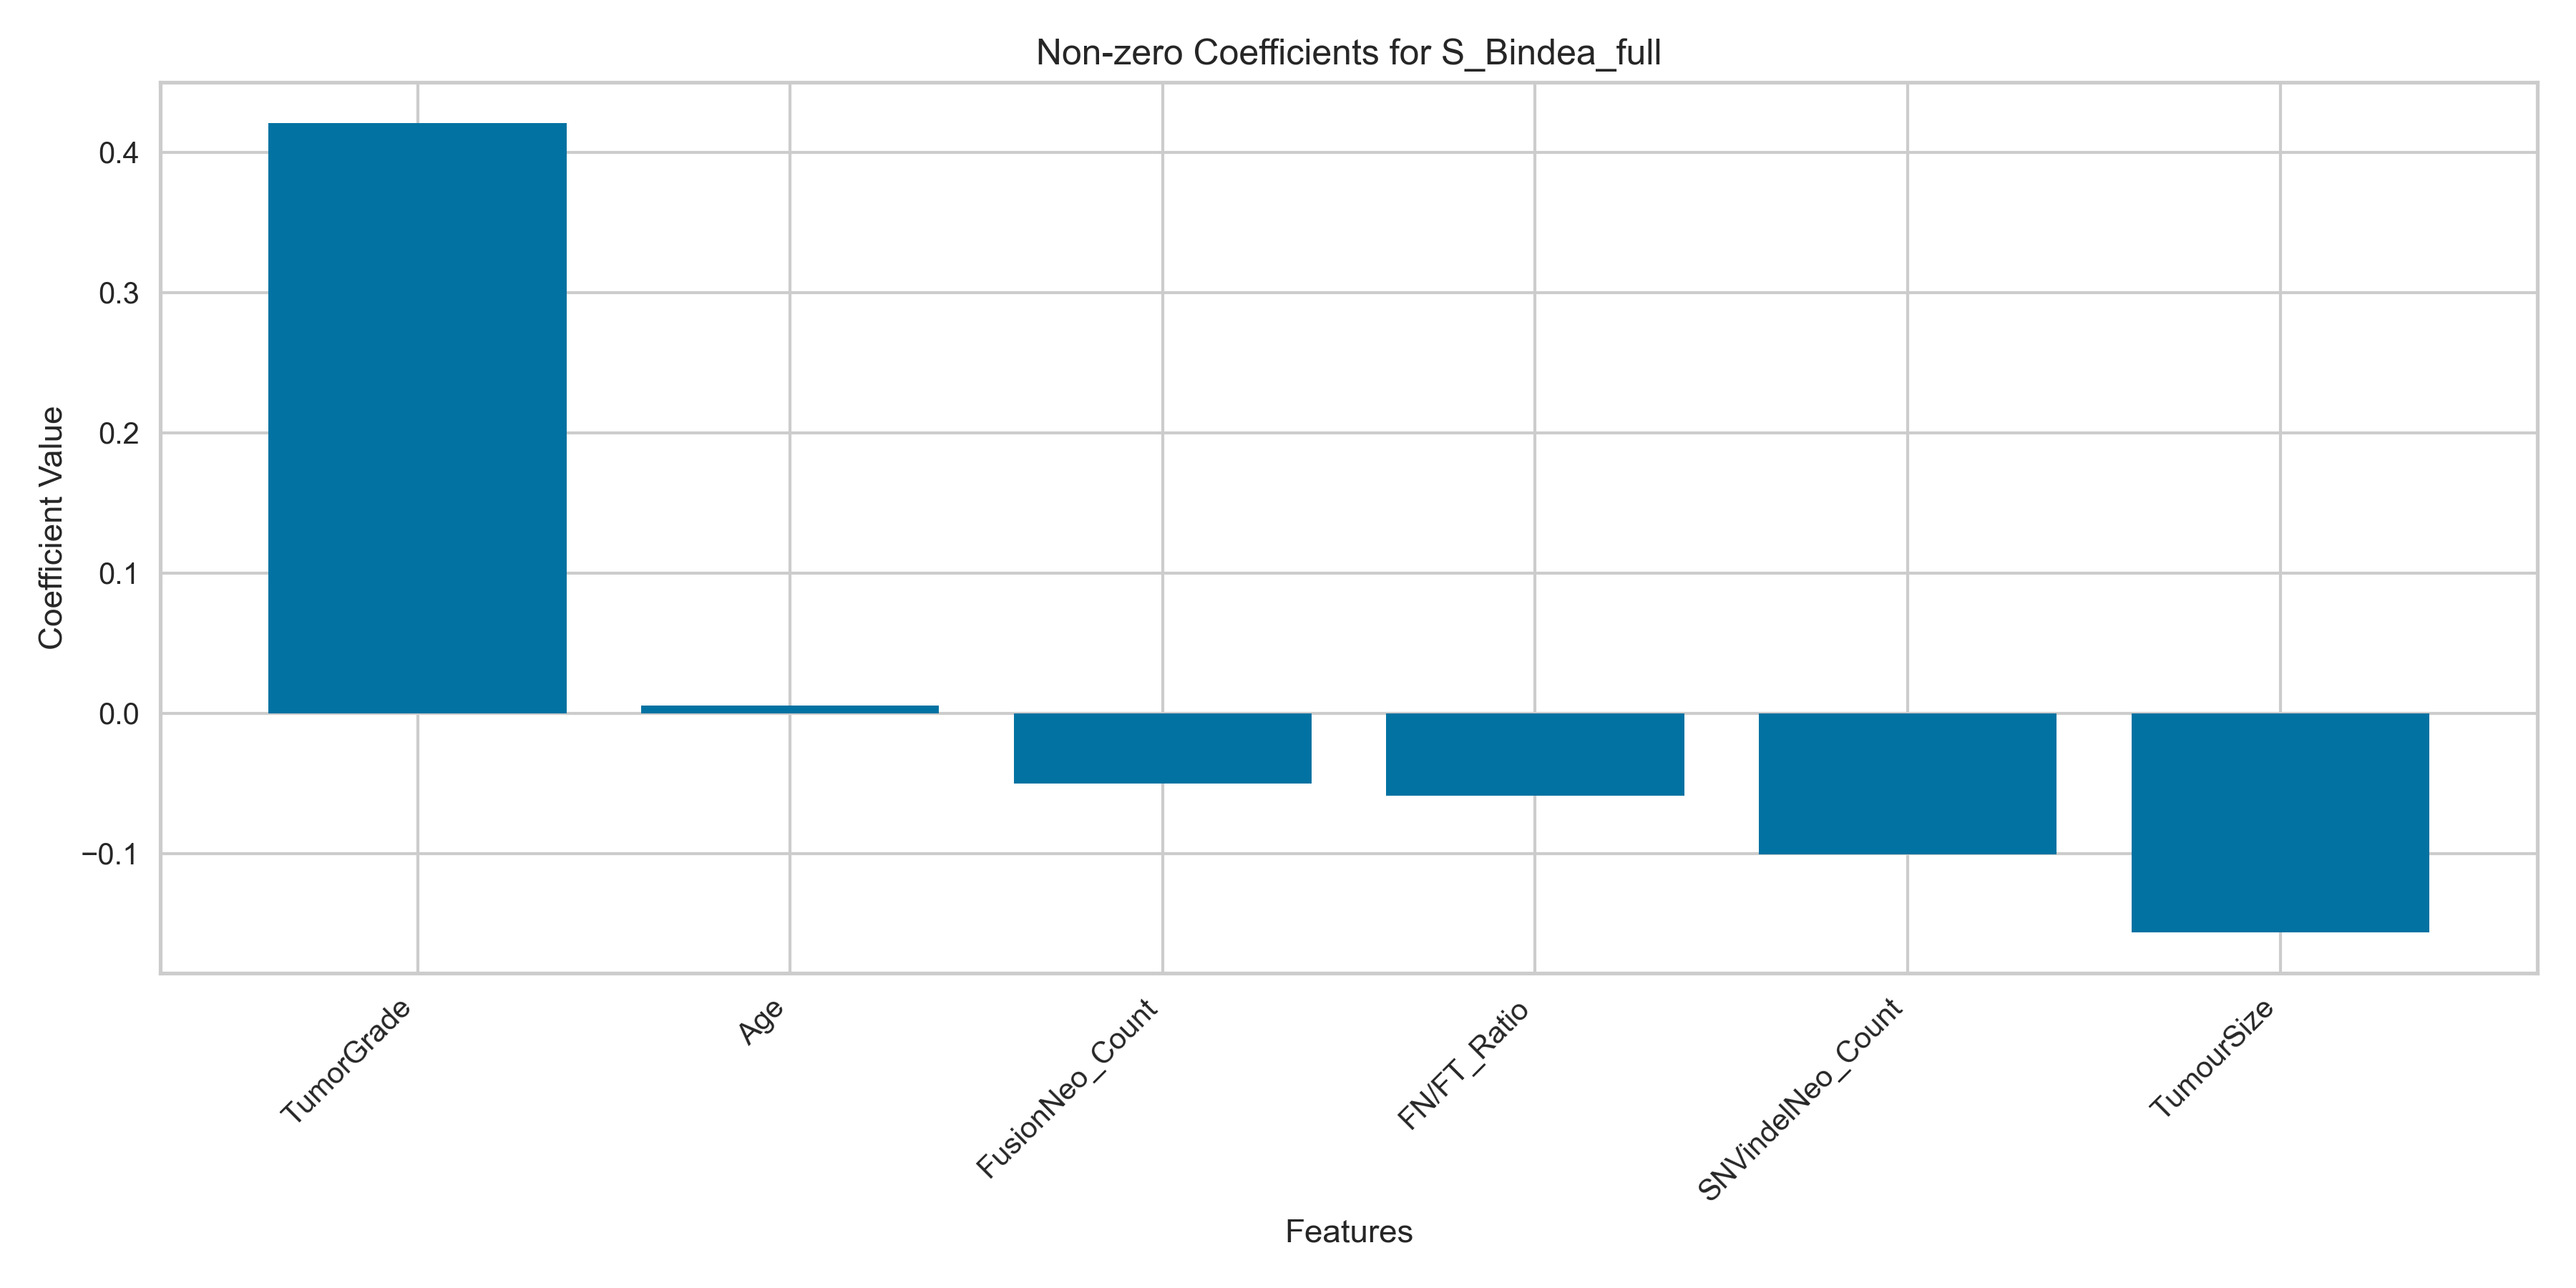 Non-zero Coefficients for S_Bindea_full
Coefficient Value
0.4
0.3
0.2
0.1
0.0
−0.1
TumorGrade
Age
FusionNeo_Count
FN/FT_Ratio
SNVindelNeo_Count
TumourSize
Features